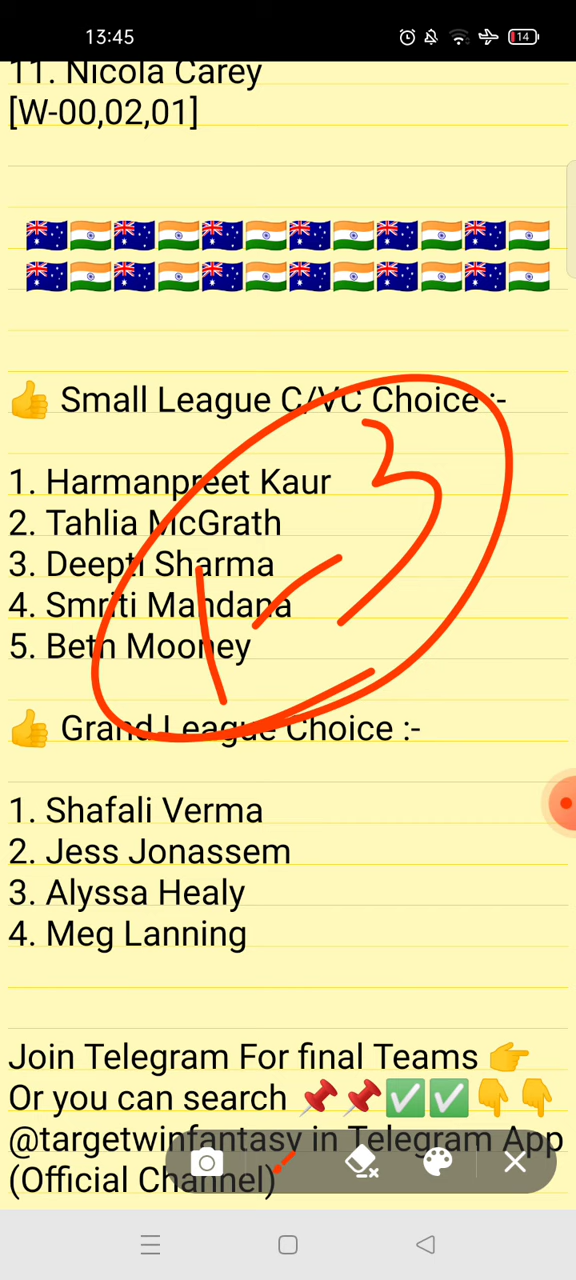 13:45
14
11. Nicola Carey
[W-00,02,01]
👍 Small League C/VC Choice :-
1. Harmanpreet Kaur
2. Tahlia McGrath
3. Deepti Sharma
4. Smriti Mandana
5. Beth Mooney
1-3
👍 Grand League Choice :-
1. Shafali Verma
2. Jess Jonassem
3. Alyssa Healy
4. Meg Lanning
Join Telegram For final Teams 👉
Or you can search 📌📌✅✅👇👇
@targetwinfantasy in Telegram App
(Official Channel)